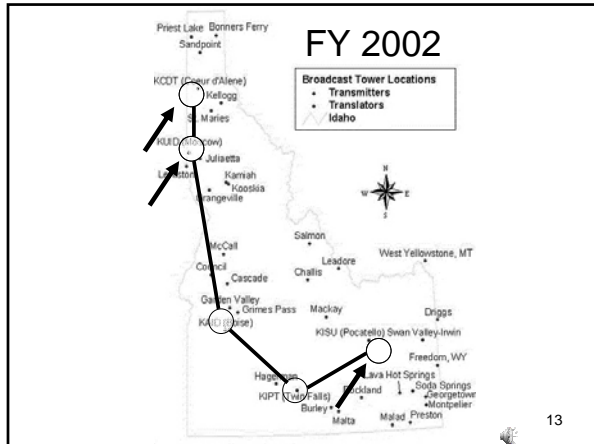 FY 2002
Priest Lake
Bonners Ferry
Sandpoint
Broadcast Tower Locations
Transmitters
Translators
Idaho
KCDT (Coeur d'Alene)
Kellogg
St. Maries
KUID (Moscow)
Juliaetta
Lewiston
Kamiah
Kooskia
Grangeville
N
W
E
S
Salmon
McCall
Leadore
West Yellowstone, MT
Council
Challis
Cascade
Garden Valley
Grimes Pass
Mackay
Driggs
KAID (Boise)
KISU (Pocatello)
Swan Valley-Irwin
Freedom, WY
Hagerman
Lava Hot Springs
KIPT (Twin Falls)
Rockland
Soda Springs
Georgetown
Burley
Montpelier
Malta
Malad
Preston
13